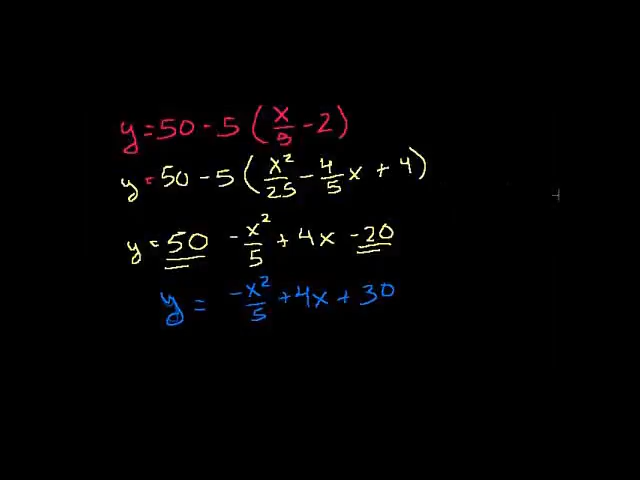 y = 50 - 5 (x/5 - 2)
y = 50 - 5 (x²/25 - 4/5 x + 4)
y = 50 - x²/5 + 4x - 20
y = -x²/5 + 4x + 30